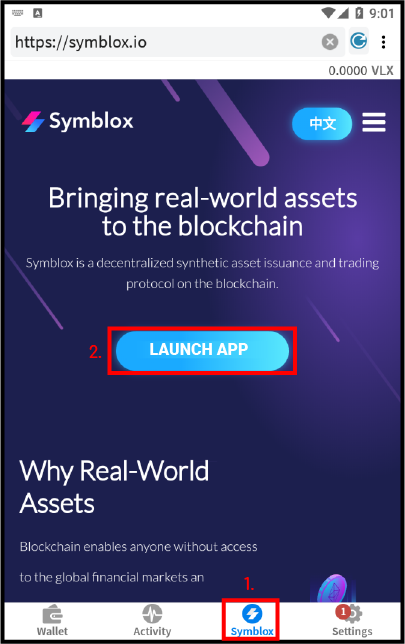 9:01
https://symblox.io
0.0000 VLX
Symblox
中文
Bringing real-world assets
to the blockchain
Symblox is a decentralized synthetic asset issuance and trading
protocol on the blockchain.
2.
LAUNCH APP
Why Real-World
Assets
Blockchain enables anyone without access
to the global financial markets an
1.
Wallet
Activity
Symblox
1
Settings